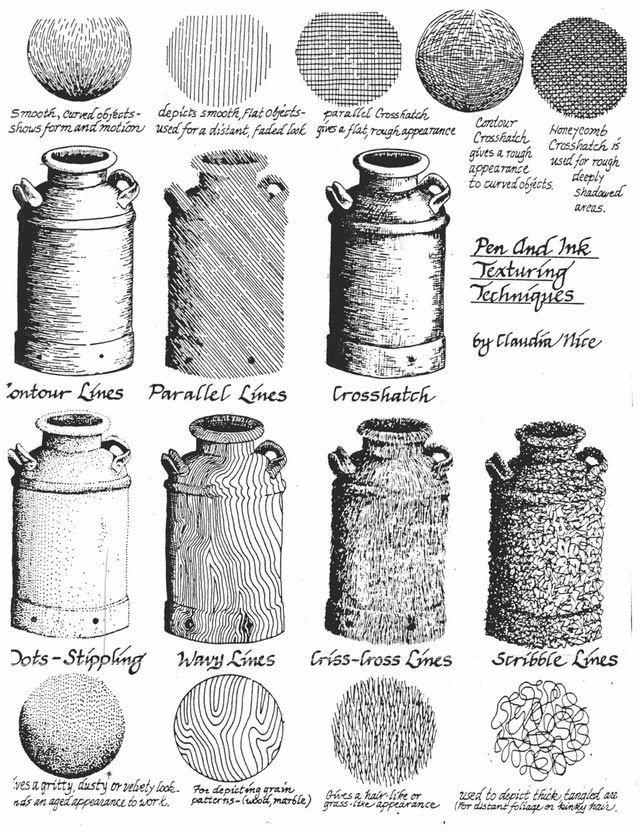 Smooth, curved objects-
shows form and motion
depicts smooth, flat objects-
used for a distant, faded look
parallel Crosshatch
gives a flat, rough appearance
Contour
Crosshatch
gives a rough
appearance
to curved objects.
Honeycomb
Crosshatch is
used for rough
deeply
shadowed
areas.
Pen And Ink
Texturing
Techniques
by Claudia Nice
Contour Lines
Parallel Lines
Crosshatch
Dots-Stippling
Wavy Lines
Criss-Cross Lines
Scribble Lines
ives a gritty, dusty or velvety look-
nds an aged appearance to work.
For depicting grain
patterns-(wood, marble)
Gives a hair-like or
grass-like appearance
used to depict thick, tangled are
(for distant foliage or kinky hair.